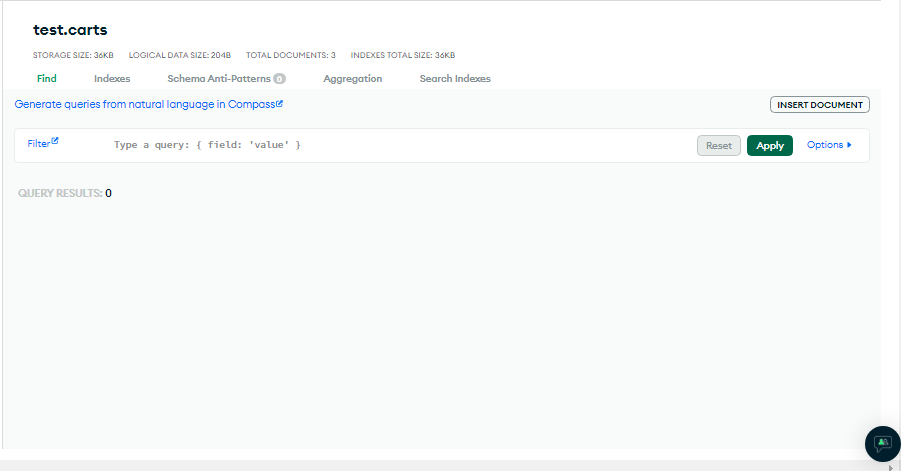 test.carts
STORAGE SIZE: 36KB LOGICAL DATA SIZE: 204B TOTAL DOCUMENTS: 3 INDEXES TOTAL SIZE: 36KB
Find Indexes Schema Anti-Patterns 0 Aggregation Search Indexes
Generate queries from natural language in Compass INSERT DOCUMENT
Filter Type a query: { field: 'value' } Reset Apply Options
QUERY RESULTS: 0